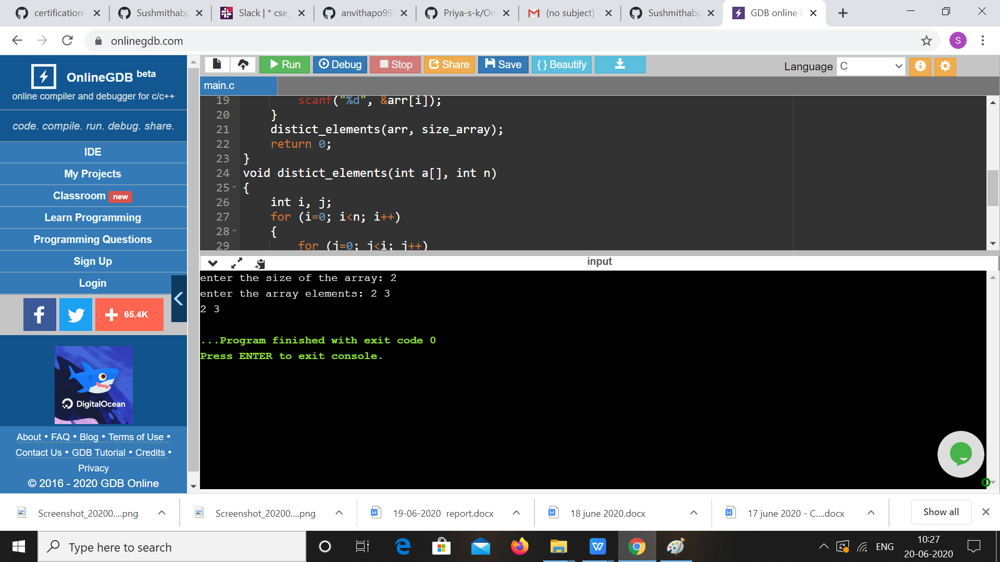 certification-
Sushmithabp
Slack | * cse_
anvithapo99
Priya-s-k/On
(no subject)
Sushmithabp
GDB online D
onlinegdb.com
S
OnlineGDB beta
online compiler and debugger for c/c++
code. compile. run. debug. share.
IDE
My Projects
Classroom new
Learn Programming
Programming Questions
Sign Up
Login
f
65.4K
DigitalOcean
About • FAQ • Blog • Terms of Use •
Contact Us • GDB Tutorial • Credits •
Privacy
© 2016 - 2020 GDB Online
Run
Debug
Stop
Share
Save
{ } Beautify
Language C
main.c
19 scanf("%d", &arr[i]);
20 }
21 distict_elements(arr, size_array);
22 return 0;
23 }
24 void distict_elements(int a[], int n)
25 {
26 int i, j;
27 for (i=0; i<n; i++)
28 {
29 for (j=0; j<i; j++)
input
enter the size of the array: 2
enter the array elements: 2 3
2 3
...Program finished with exit code 0
Press ENTER to exit console.
Screenshot_20200....png
Screenshot_20200....png
19-06-2020 report.docx
18 june 2020.docx
17 june 2020 - C....docx
Show all
Type here to search
ENG
10:27
20-06-2020